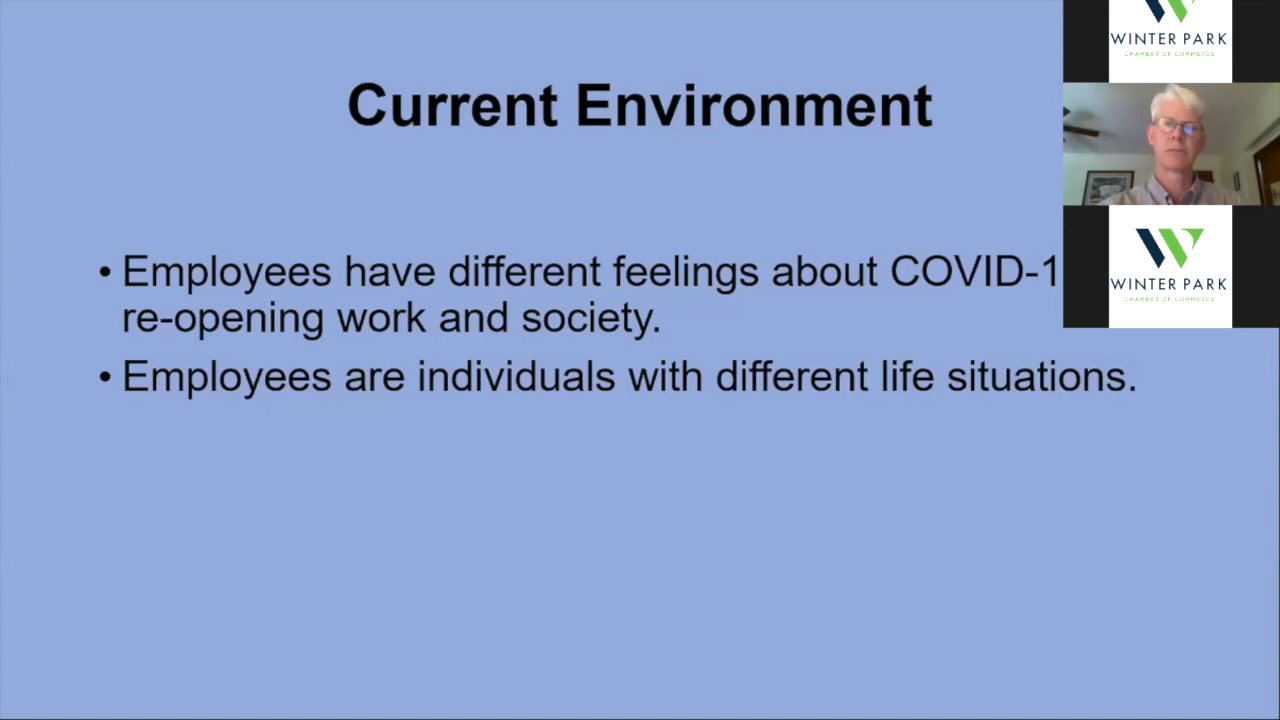 Current Environment
• Employees have different feelings about COVID-1
re-opening work and society.
• Employees are individuals with different life situations.
WINTER PARK
CHAMBER OF COMMERCE
WINTER PARK
CHAMBER OF COMMERCE